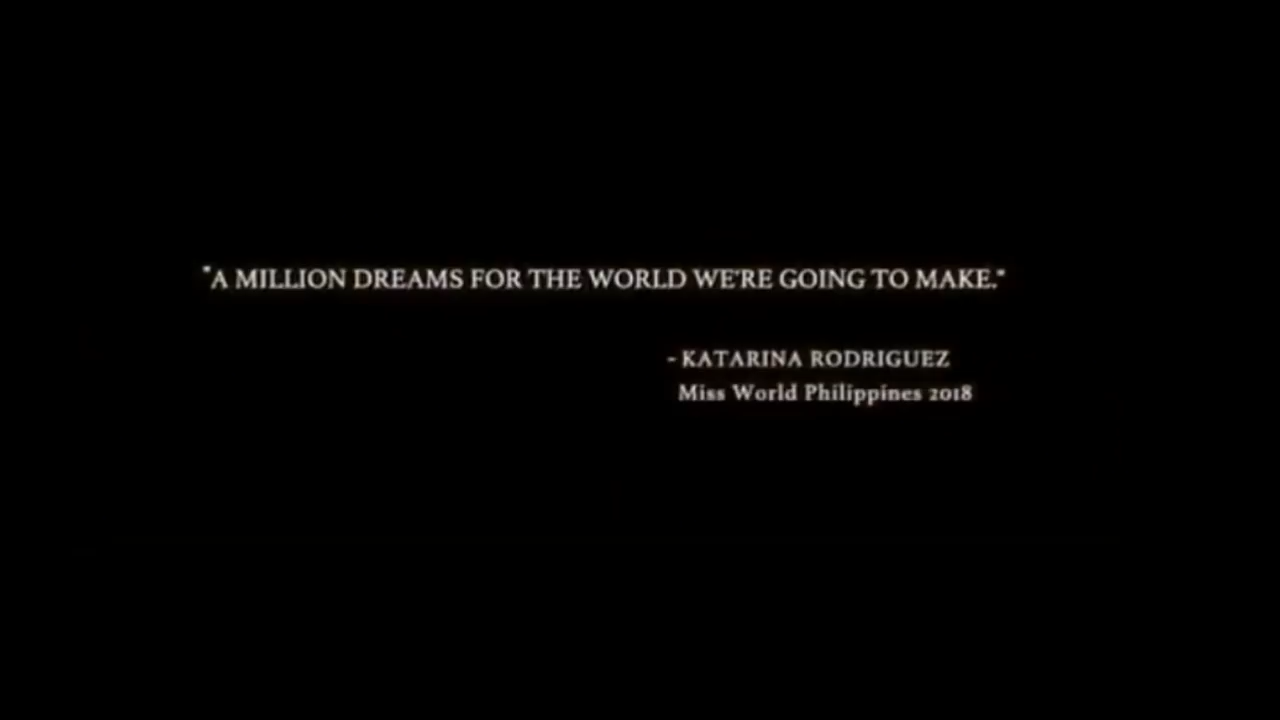 "A MILLION DREAMS FOR THE WORLD WE'RE GOING TO MAKE."
- KATARINA RODRIGUEZ
Miss World Philippines 2018